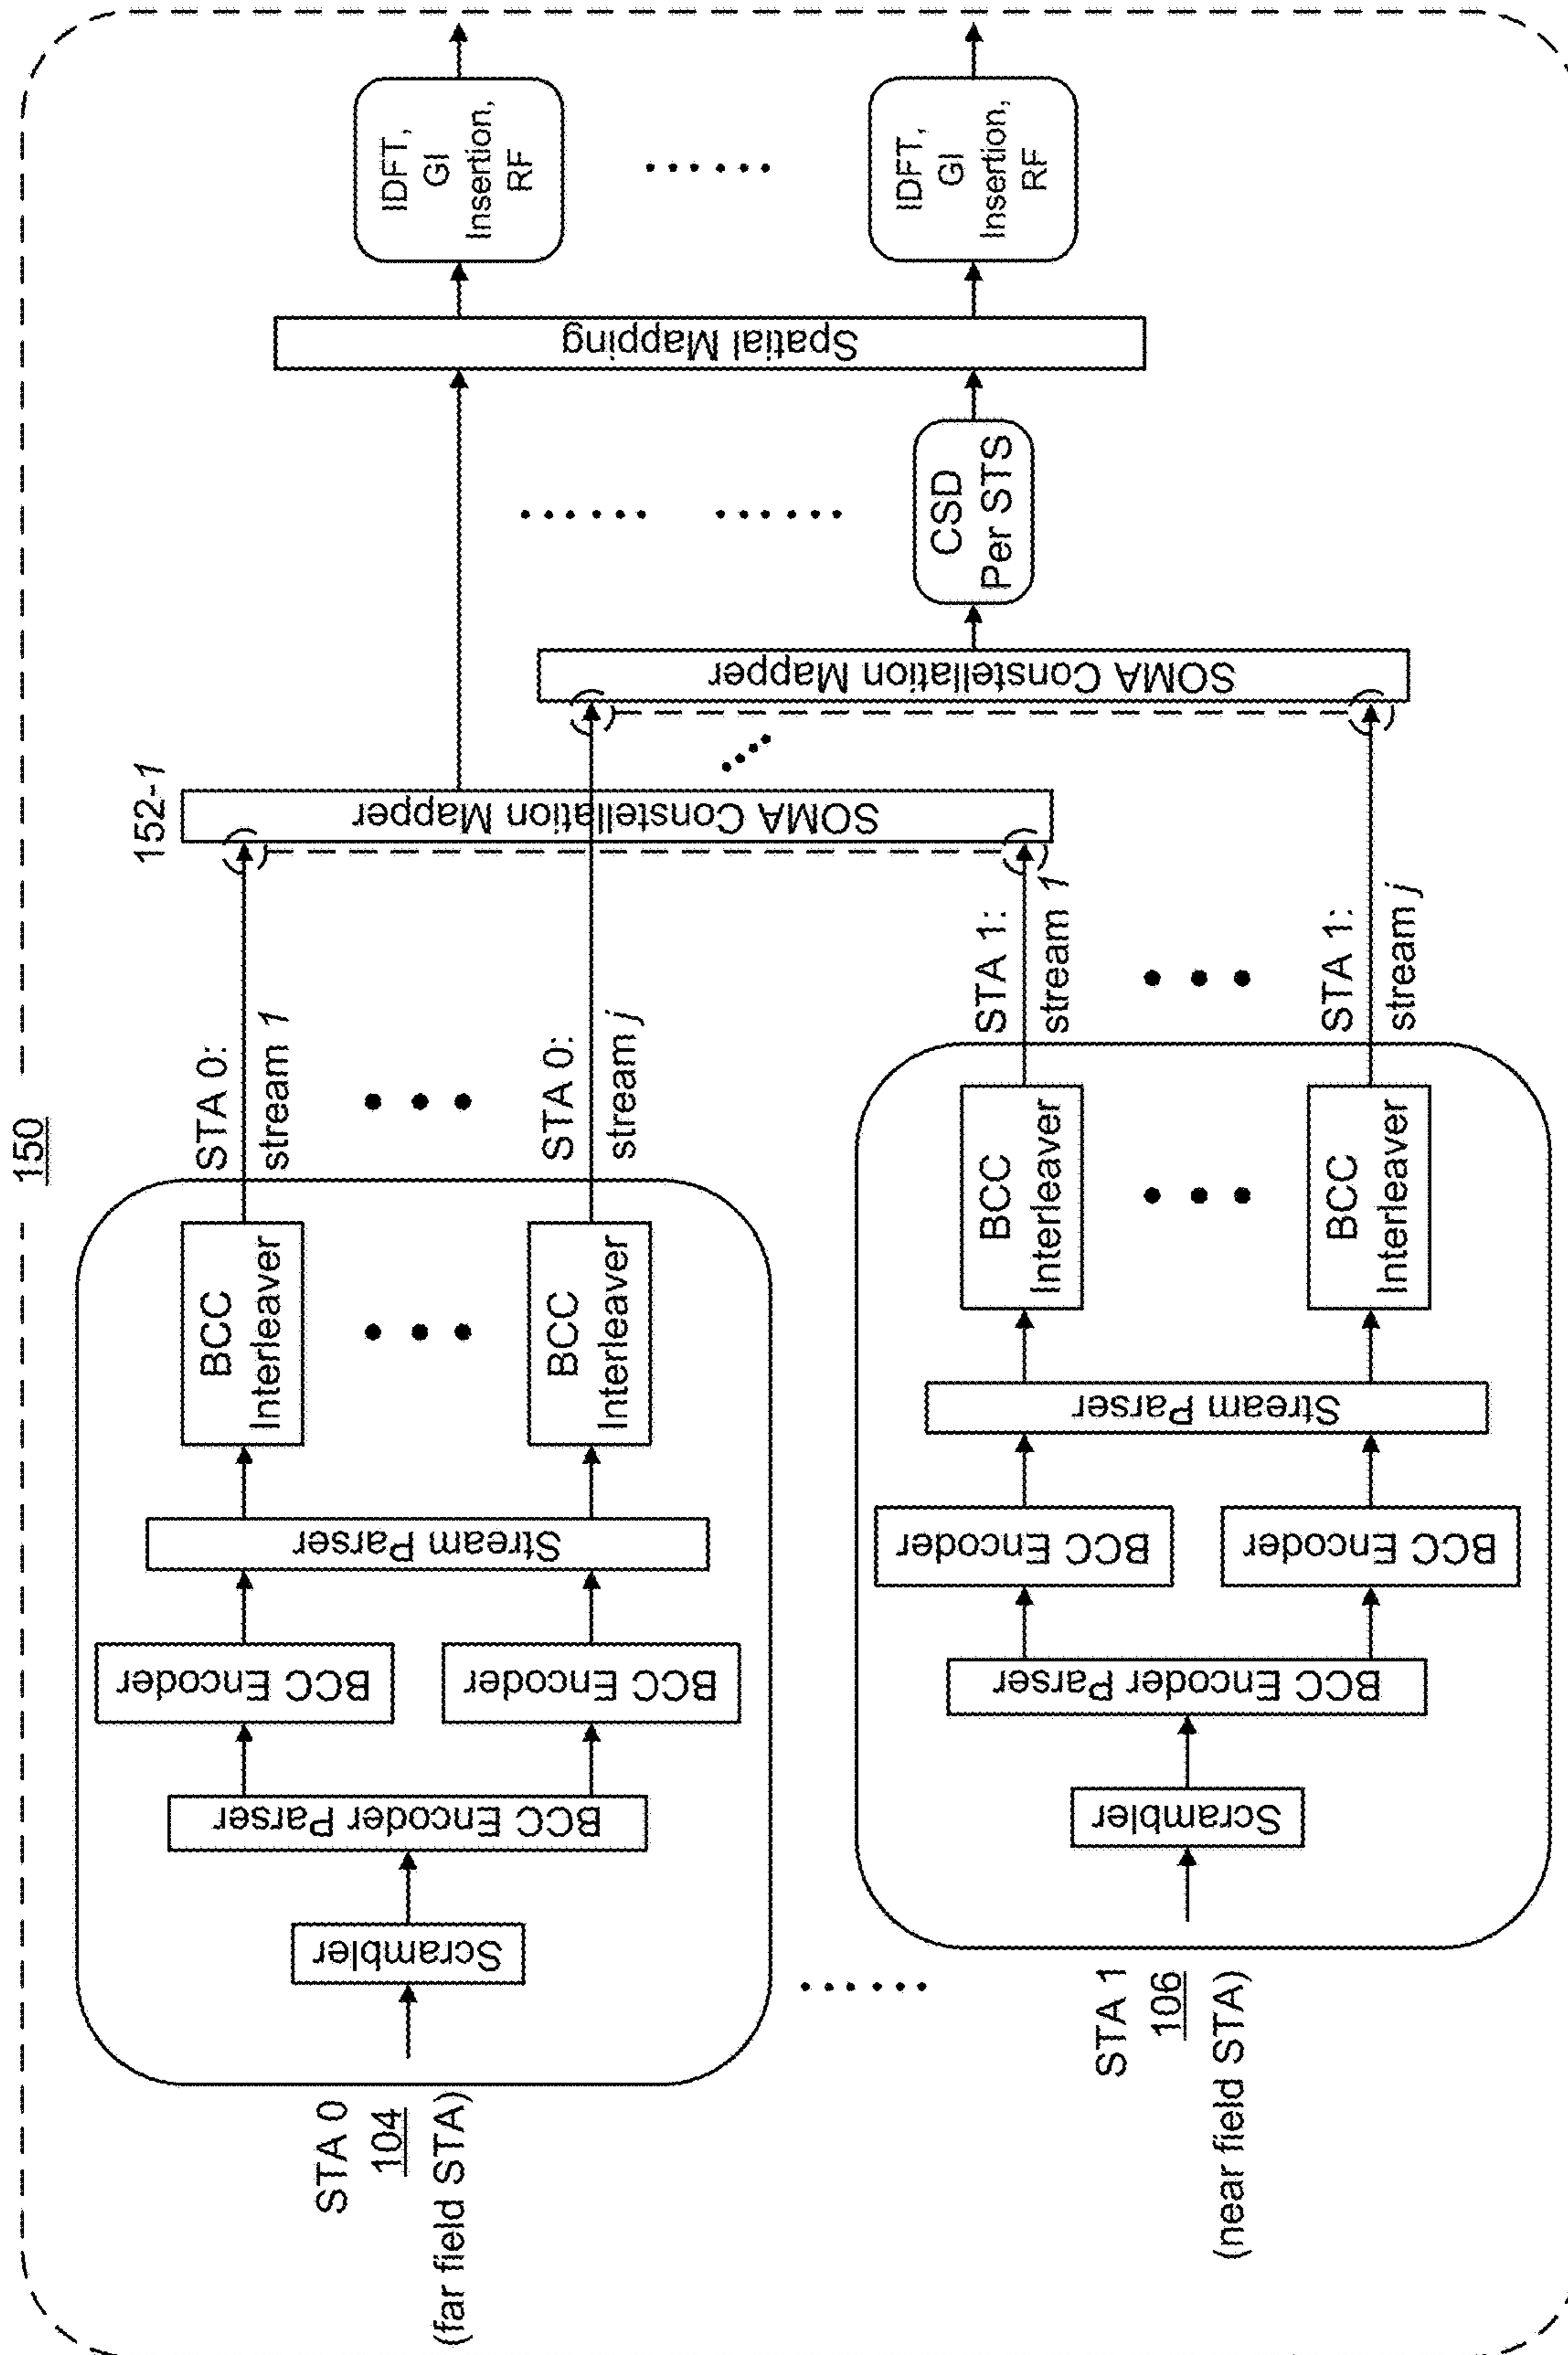 150
STA 0
104
(far field STA)
Scrambler
BCC Encoder Parser
BCC Encoder
BCC Encoder
Stream Parser
BCC
Interleaver
BCC
Interleaver
STA 0:
stream 1
STA 0:
stream j
STA 1
106
(near field STA)
Scrambler
BCC Encoder Parser
BCC Encoder
BCC Encoder
Stream Parser
BCC
Interleaver
BCC
Interleaver
STA 1:
stream 1
STA 1:
stream j
152-1
SOMA Constellation Mapper
SOMA Constellation Mapper
CSD
Per STS
Spatial Mapping
IDFT,
GI
Insertion,
RF
IDFT,
GI
Insertion,
RF